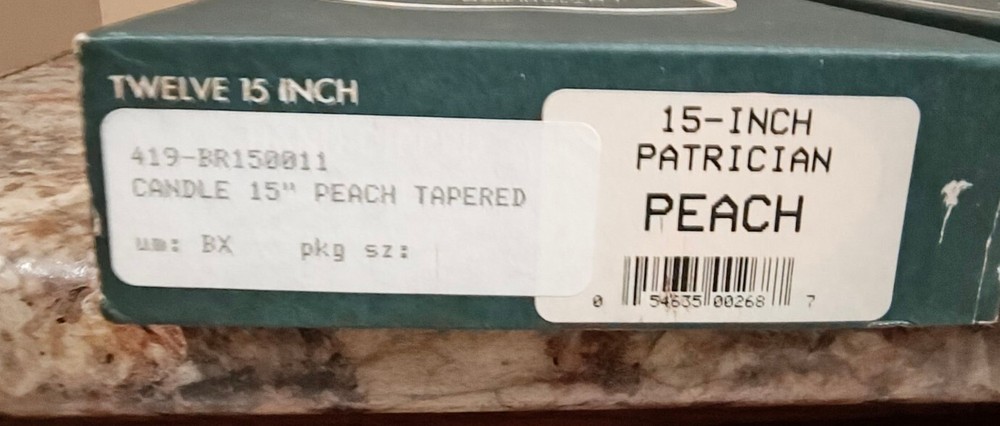 TWELVE 15 INCH
419-BR150011
CANDLE 15" PEACH TAPERED
um: BX pkg sz:
15-INCH
PATRICIAN
PEACH
0 54635 00268 7